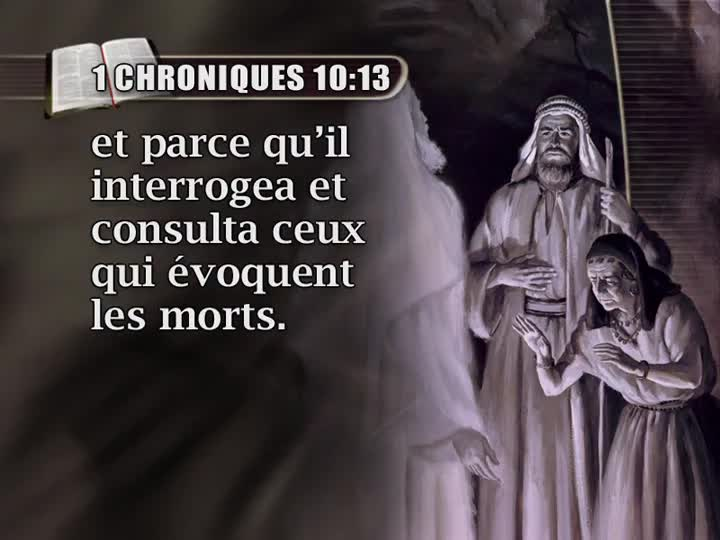 1 CHRONIQUES 10:13
et parce qu’il
interrogea et
consulta ceux
qui évoquent
les morts.